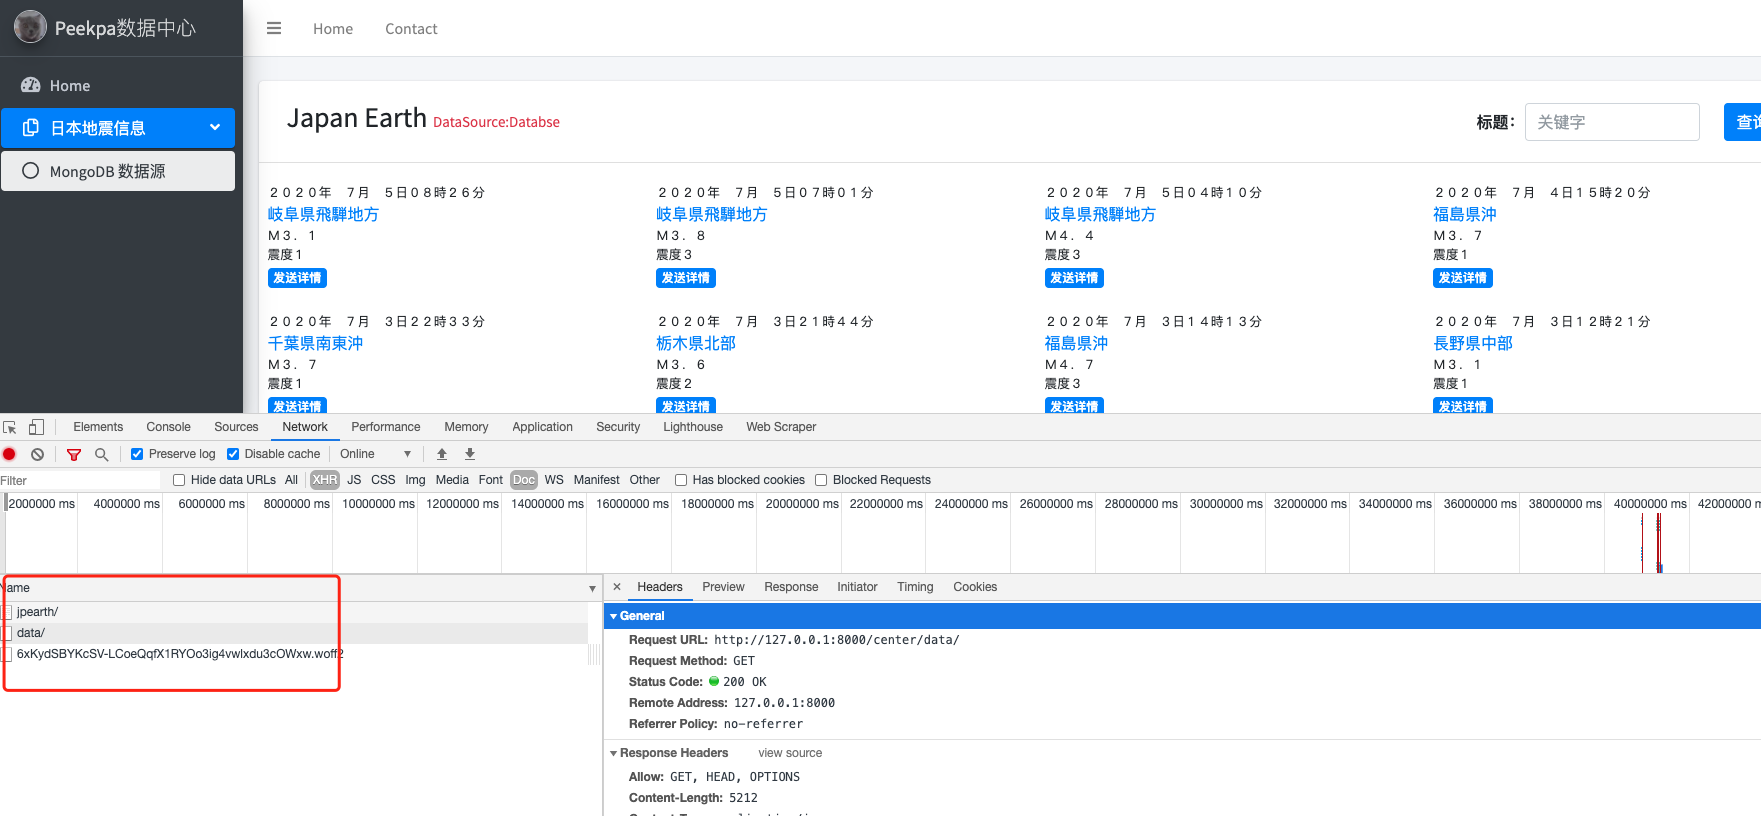 Peekpa数据中心
Home Contact
Home
日本地震信息
MongoDB 数据源
Japan Earth DataSource:Databse
标题: 关键字
2020年 7月 5日08時26分 2020年 7月 5日07時01分 2020年 7月 5日04時10分 2020年 7月 4日15時20分
岐阜県飛騨地方 岐阜県飛騨地方 岐阜県飛騨地方 福島県沖
M3. 1 M3. 8 M4. 4 M3. 7
震度1 震度3 震度3 震度1
发送详情 发送详情 发送详情 发送详情
2020年 7月 3日22時33分 2020年 7月 3日21時44分 2020年 7月 3日14時13分 2020年 7月 3日12時21分
千葉県南東沖 栃木県北部 福島県沖 長野県中部
M3. 7 M3. 6 M4. 7 M3. 1
震度1 震度2 震度3 震度1
发送详情 发送详情 发送详情 发送详情
Elements Console Sources Network Performance Memory Application Security Lighthouse Web Scraper
Preserve log Disable cache Online
Filter Hide data URLs All XHR JS CSS Img Media Font Doc WS Manifest Other Has blocked cookies Blocked Requests
2000000 ms 4000000 ms 6000000 ms 8000000 ms 10000000 ms 12000000 ms 14000000 ms 16000000 ms 18000000 ms 20000000 ms 22000000 ms 24000000 ms 26000000 ms 28000000 ms 30000000 ms 32000000 ms 34000000 ms 36000000 ms 38000000 ms 40000000 ms 42000000
Name
jpearth/
data/
6xKydSBYKcSV-LCoeQqfX1RYOo3ig4vwlxdu3cOWxw.woff2
× Headers Preview Response Initiator Timing Cookies
General
Request URL: http://127.0.0.1:8000/center/data/
Request Method: GET
Status Code: 200 OK
Remote Address: 127.0.0.1:8000
Referrer Policy: no-referrer
Response Headers view source
Allow: GET, HEAD, OPTIONS
Content-Length: 5212